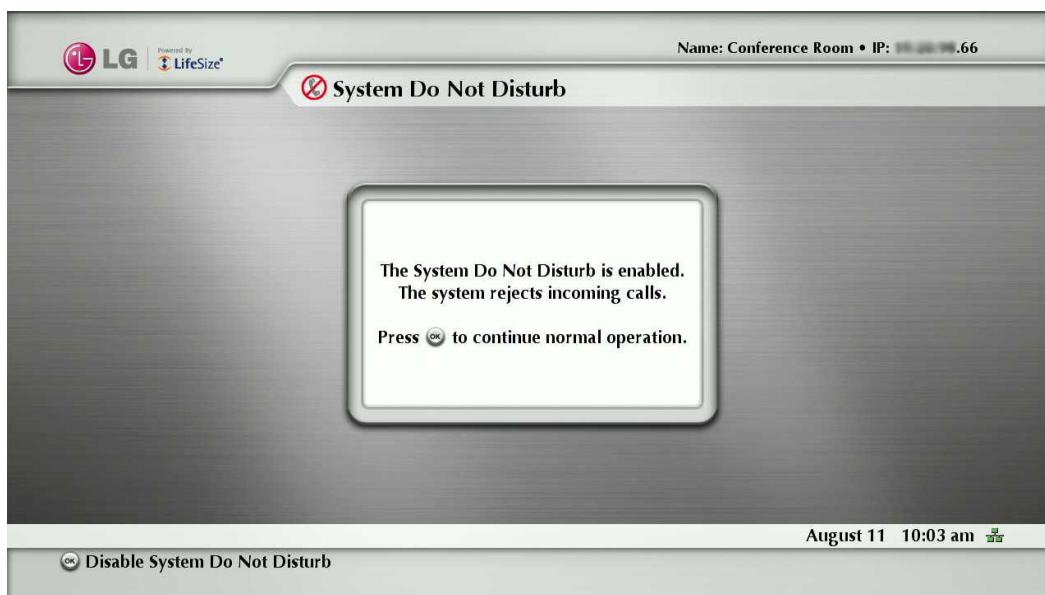 LG
Powered By
LifeSize
Name: Conference Room • IP: .66
System Do Not Disturb
The System Do Not Disturb is enabled.
The system rejects incoming calls.
Press OK to continue normal operation.
August 11 10:03 am
OK Disable System Do Not Disturb